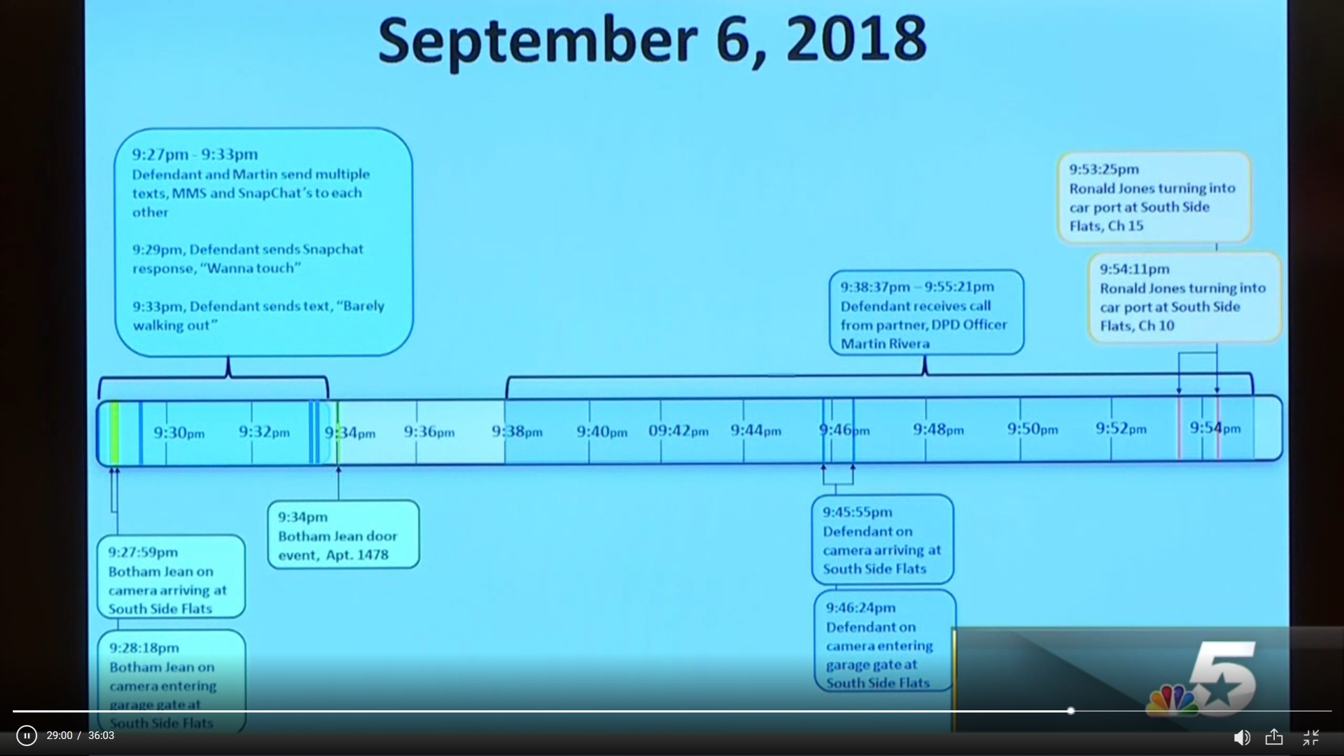 September 6, 2018
9:27pm - 9:33pm
Defendant and Martin send multiple
texts, MMS and SnapChat's to each
other
9:29pm, Defendant sends Snapchat
response, "Wanna touch"
9:33pm, Defendant sends text, "Barely
walking out"
9:53:25pm
Ronald Jones turning into
car port at South Side
Flats, Ch 15
9:54:11pm
Ronald Jones turning into
car port at South Side
Flats, Ch 10
9:38:37pm – 9:55:21pm
Defendant receives call
from partner, DPD Officer
Martin Rivera
9:30pm 9:32pm 9:34pm 9:36pm 9:38pm 9:40pm 09:42pm 9:44pm 9:46pm 9:48pm 9:50pm 9:52pm 9:54pm
9:34pm
Botham Jean door
event, Apt. 1478
9:27:59pm
Botham Jean on
camera arriving at
South Side Flats
9:28:18pm
Botham Jean on
camera entering
garage gate at
South Side Flats
9:45:55pm
Defendant on
camera arriving at
South Side Flats
9:46:24pm
Defendant on
camera entering
garage gate at
South Side Flats
5
29:00 / 36:03